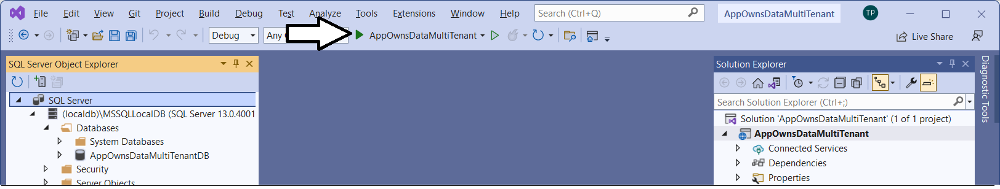 File Edit View Git Project Build Debug Test Analyze Tools Extensions Window Help Search (Ctrl+Q) AppOwnsDataMultiTenant TP
Debug Any AppOwnsDataMultiTenant Live Share
SQL Server Object Explorer
SQL Server
(localdb)\MSSQLLocalDB (SQL Server 13.0.4001
Databases
System Databases
AppOwnsDataMultiTenantDB
Security
Server Objects
Solution Explorer
Search Solution Explorer (Ctrl+;)
Solution 'AppOwnsDataMultiTenant' (1 of 1 project)
AppOwnsDataMultiTenant
Connected Services
Dependencies
Properties
Diagnostic Tools